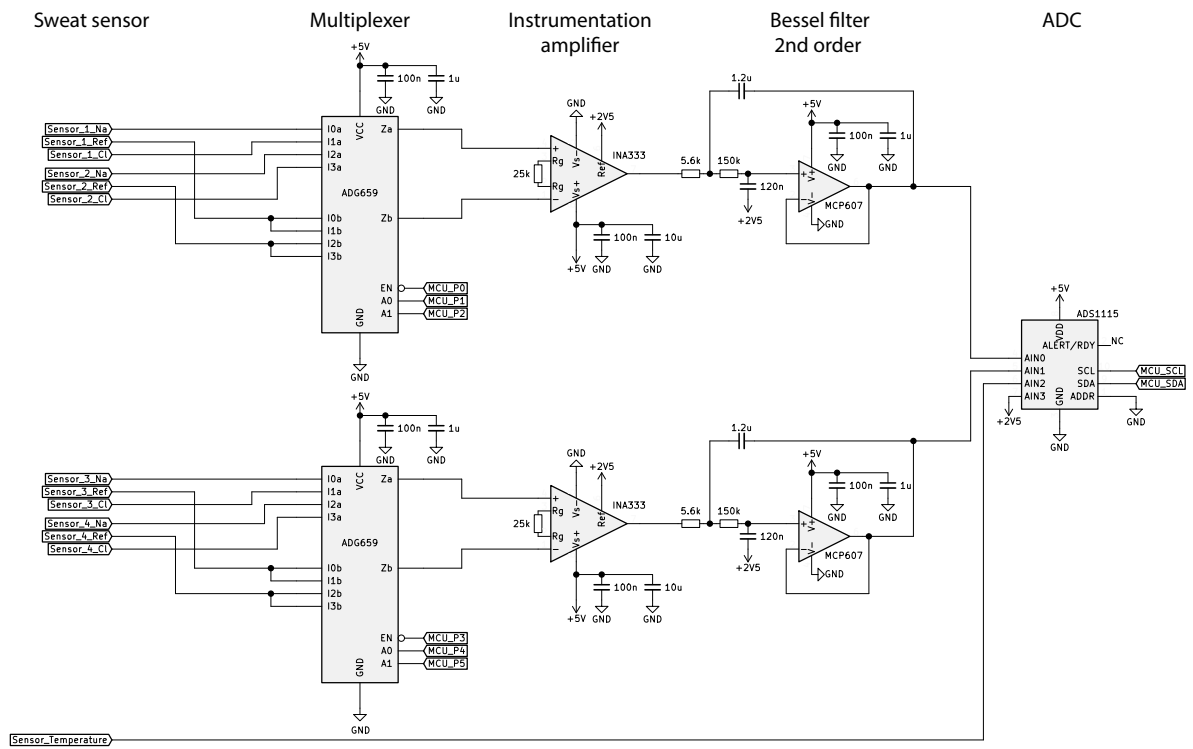 Sweat sensor
Multiplexer
Instrumentation
amplifier
Bessel filter
2nd order
ADC
+5V
100n
1u
GND
GND
Sensor_1_Na
Sensor_1_Ref
Sensor_1_Cl
Sensor_2_Na
Sensor_2_Ref
Sensor_2_Cl
I0a
I1a
I2a
I3a
I0b
I1b
I2b
I3b
VCC
ADG659
GND
Za
Zb
EN
A0
A1
MCU_P0
MCU_P1
MCU_P2
GND
GND
+2V5
INA333
+
Rg
Rg
−
25k
Vs-
Ref
Vs+
100n
10u
+5V
GND
GND
5.6k
150k
1.2u
120n
+2V5
+5V
100n
1u
GND
GND
+
−
V+
V-
MCP607
GND
+5V
ADS1115
VDD
ALERT/RDY
NC
AIN0
AIN1
AIN2
AIN3
SCL
SDA
ADDR
GND
MCU_SCL
MCU_SDA
+2V5
GND
GND
+5V
100n
1u
GND
GND
Sensor_3_Na
Sensor_3_Ref
Sensor_3_Cl
Sensor_4_Na
Sensor_4_Ref
Sensor_4_Cl
I0a
I1a
I2a
I3a
I0b
I1b
I2b
I3b
VCC
ADG659
GND
Za
Zb
EN
A0
A1
MCU_P3
MCU_P4
MCU_P5
GND
GND
+2V5
INA333
+
Rg
Rg
−
25k
Vs-
Ref
Vs+
100n
10u
+5V
GND
GND
5.6k
150k
1.2u
120n
+2V5
+5V
100n
1u
GND
GND
+
−
V+
V-
MCP607
GND
Sensor_Temperature